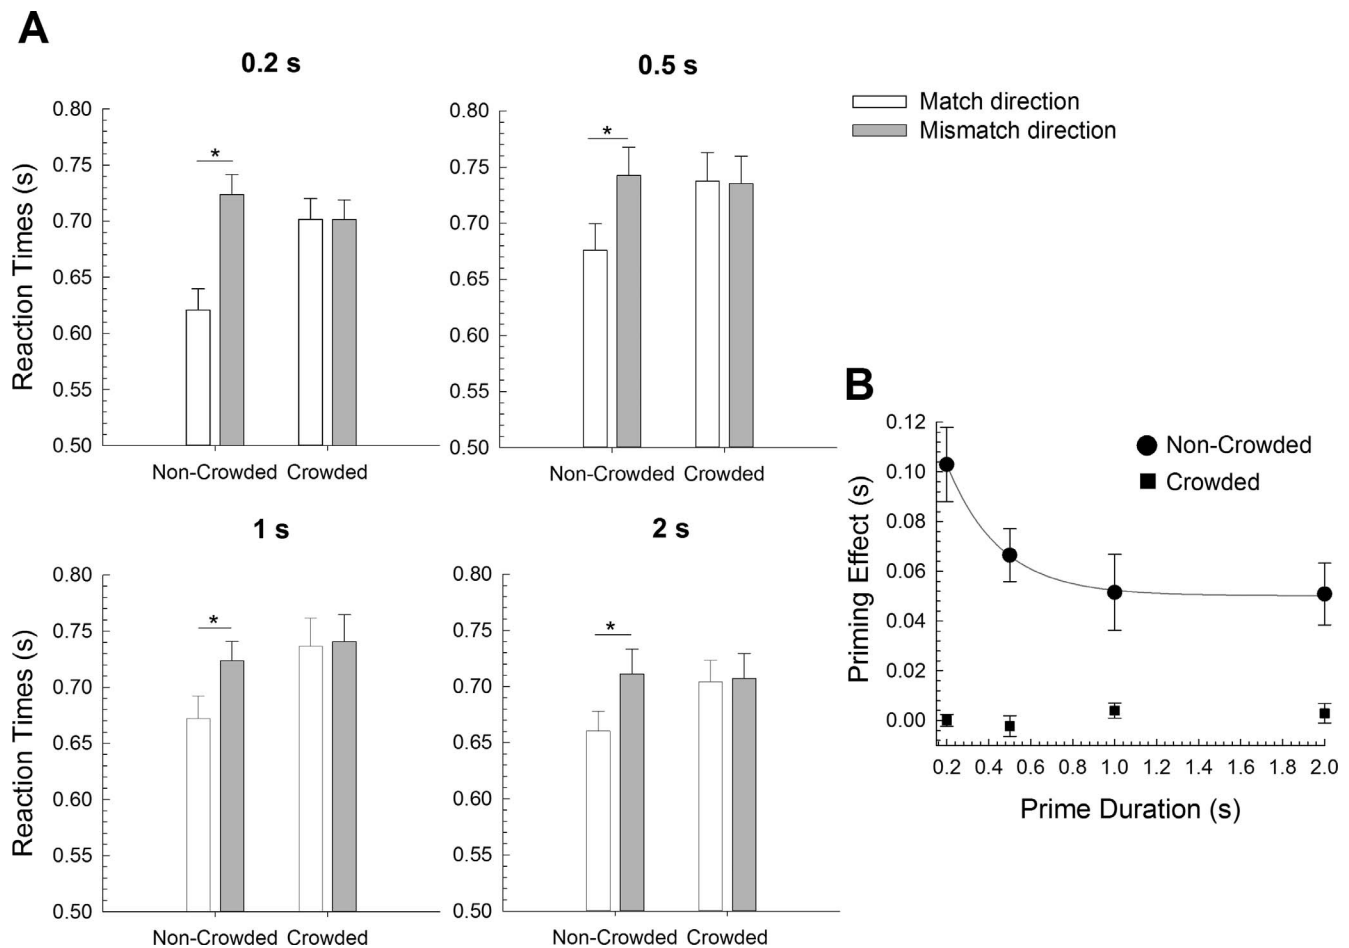 A
0.2 s
0.5 s
Match direction
Mismatch direction
Reaction Times (s)
0.80
0.75
0.70
0.65
0.60
0.55
0.50
*
Non-Crowded Crowded
0.80
0.75
0.70
0.65
0.60
0.55
0.50
*
Non-Crowded Crowded
1 s
2 s
Reaction Times (s)
0.80
0.75
0.70
0.65
0.60
0.55
0.50
*
Non-Crowded Crowded
0.80
0.75
0.70
0.65
0.60
0.55
0.50
*
Non-Crowded Crowded
B
Non-Crowded
Crowded
Priming Effect (s)
0.12
0.10
0.08
0.06
0.04
0.02
0.00
0.2 0.4 0.6 0.8 1.0 1.2 1.4 1.6 1.8 2.0
Prime Duration (s)